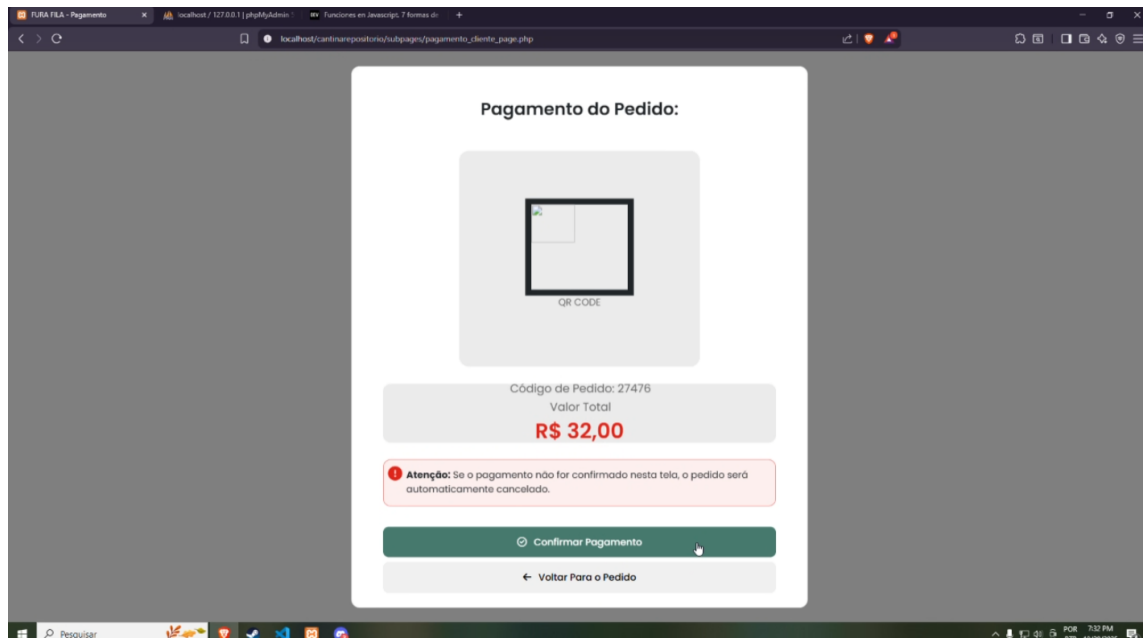 FURA FILA - Pagamento
localhost / 127.0.0.1 | phpMyAdmin
Funciones en Javascript. 7 formas de
localhost/cantinarepositorio/subpages/pagamento_cliente_page.php
Pagamento do Pedido:
QR CODE
Código de Pedido: 27476
Valor Total
R$ 32,00
Atenção: Se o pagamento não for confirmado nesta tela, o pedido será
automaticamente cancelado.
Confirmar Pagamento
Voltar Para o Pedido
Pesquisar
POR 7:32 PM